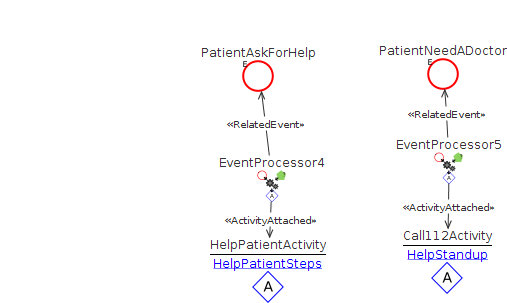 PatientAskForHelp
E
«RelatedEvent»
EventProcessor4
A
«ActivityAttached»
HelpPatientActivity
HelpPatientSteps
A
PatientNeedADoctor
E
«RelatedEvent»
EventProcessor5
A
«ActivityAttached»
Call112Activity
HelpStandup
A